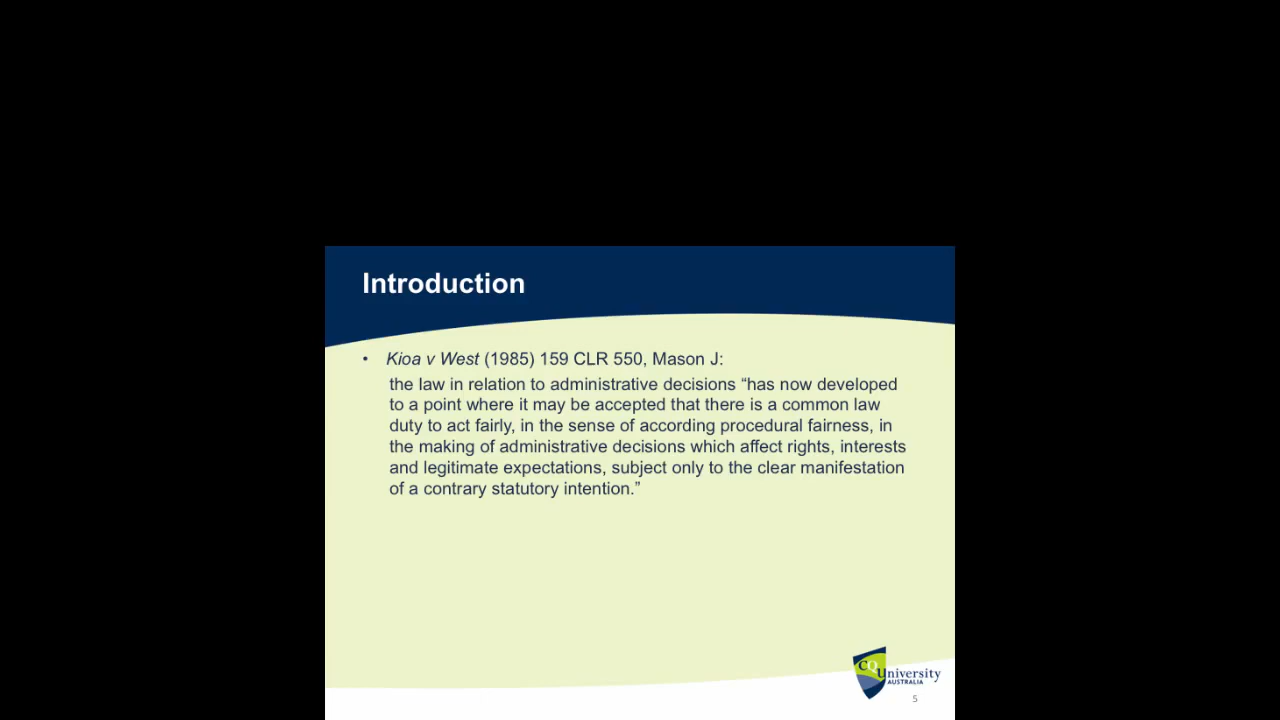 Introduction
• Kioa v West (1985) 159 CLR 550, Mason J:
the law in relation to administrative decisions “has now developed
to a point where it may be accepted that there is a common law
duty to act fairly, in the sense of according procedural fairness, in
the making of administrative decisions which affect rights, interests
and legitimate expectations, subject only to the clear manifestation
of a contrary statutory intention.”
CQUniversity
AUSTRALIA
5